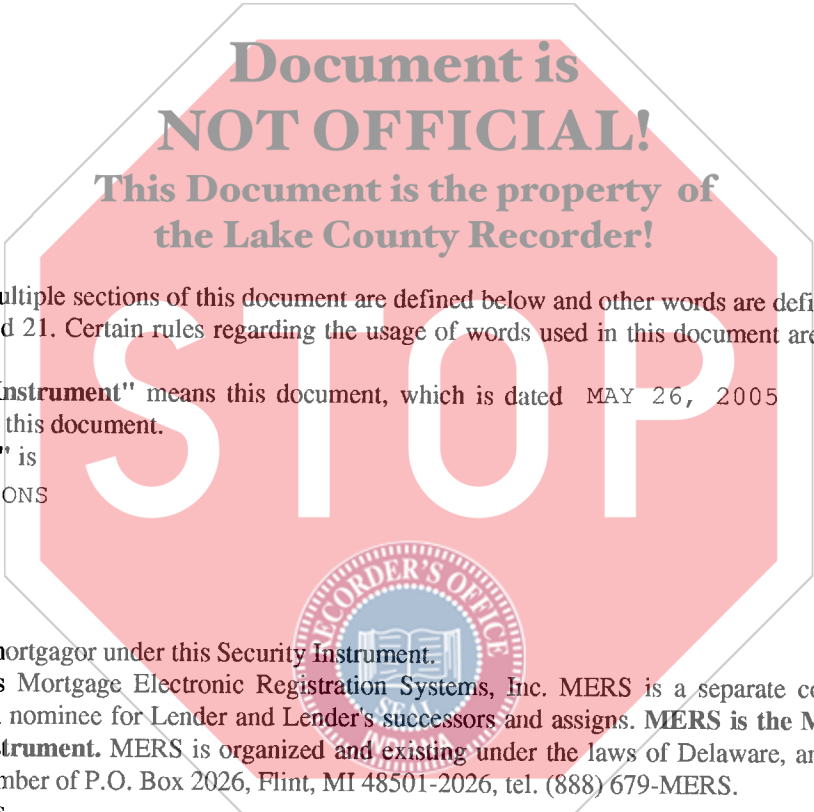 Document is
NOT OFFICIAL!
This Document is the property of
the Lake County Recorder!
ultiple sections of this document are defined below and other words are defi
d 21. Certain rules regarding the usage of words used in this document are
STOP
Instrument" means this document, which is dated MAY 26, 2005
this document.
" is
ONS
RECORDER'S OFFICE
SEAL
nortgagor under this Security Instrument.
s Mortgage Electronic Registration Systems, Inc. MERS is a separate co
nominee for Lender and Lender's successors and assigns. MERS is the M
strument. MERS is organized and existing under the laws of Delaware, an
mber of P.O. Box 2026, Flint, MI 48501-2026, tel. (888) 679-MERS.